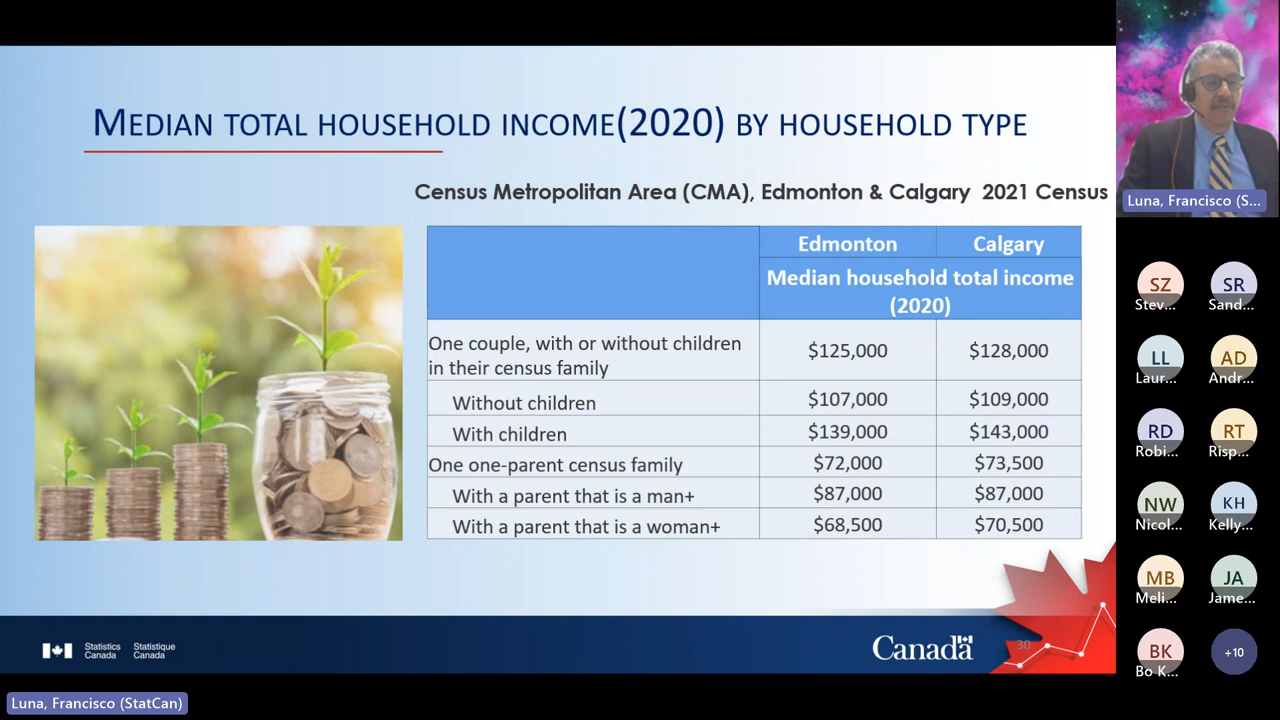 MEDIAN TOTAL HOUSEHOLD INCOME(2020) BY HOUSEHOLD TYPE
Census Metropolitan Area (CMA), Edmonton & Calgary 2021 Census
Edmonton Calgary
Median household total income
(2020)
One couple, with or without children
in their census family
$125,000 $128,000
Without children $107,000 $109,000
With children $139,000 $143,000
One one-parent census family $72,000 $73,500
With a parent that is a man+ $87,000 $87,000
With a parent that is a woman+ $68,500 $70,500
Statistics Statistique
Canada Canada
Canada
30
Luna, Francisco (StatCan)
Luna, Francisco (S...
SZ SR
Stev... Sand...
LL AD
Laur... Andr...
RD RT
Robi... Risp...
NW KH
Nicol... Kelly...
MB JA
Meli... Jame...
BK +10
Bo K...